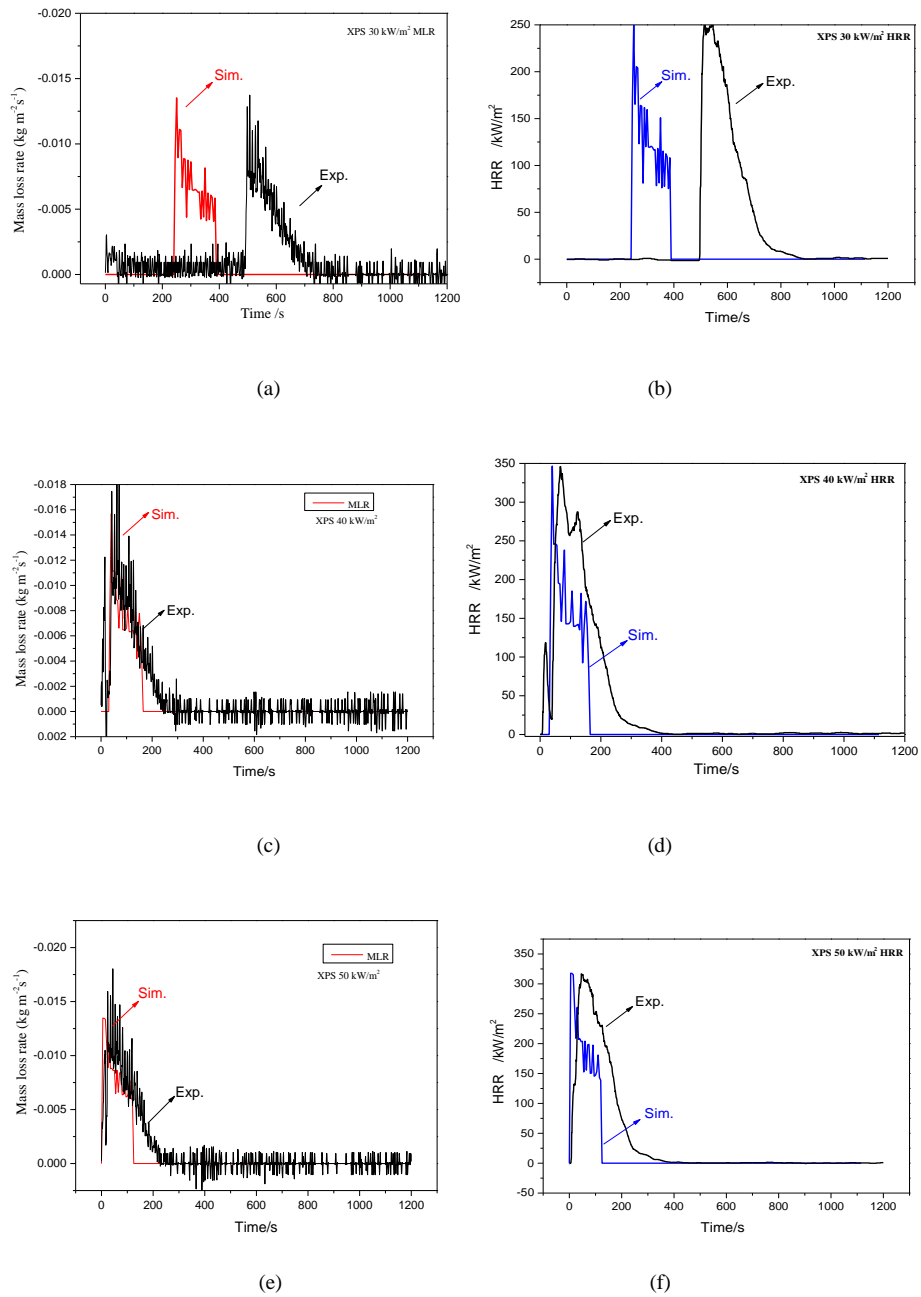 XPS 30 kW/m² MLR
Sim.
Exp.
Mass loss rate (kg m⁻²s⁻¹)
-0.020
-0.015
-0.010
-0.005
0.000
0 200 400 600 800 1000 1200
Time /s
(a)
XPS 30 kW/m² HRR
Sim.
Exp.
HRR /kW/m²
250
200
150
100
50
0
0 200 400 600 800 1000 1200
Time/s
(b)
MLR
XPS 40 kW/m²
Sim.
Exp.
Mass loss rate (kg m⁻²s⁻¹)
-0.018
-0.016
-0.014
-0.012
-0.010
-0.008
-0.006
-0.004
-0.002
0.000
0.002
0 200 400 600 800 1000 1200
Time/s
(c)
XPS 40 kW/m² HRR
Exp.
Sim.
HRR /kW/m²
350
300
250
200
150
100
50
0
0 200 400 600 800 1000 1200
Time/s
(d)
MLR
XPS 50 kW/m²
Sim.
Exp.
Mass loss rate (kg m⁻²s⁻¹)
-0.020
-0.015
-0.010
-0.005
0.000
0 200 400 600 800 1000 1200
Time/s
(e)
XPS 50 kW/m² HRR
Exp.
Sim.
HRR /kW/m²
350
300
250
200
150
100
50
0
-50
0 200 400 600 800 1000 1200
Time/s
(f)